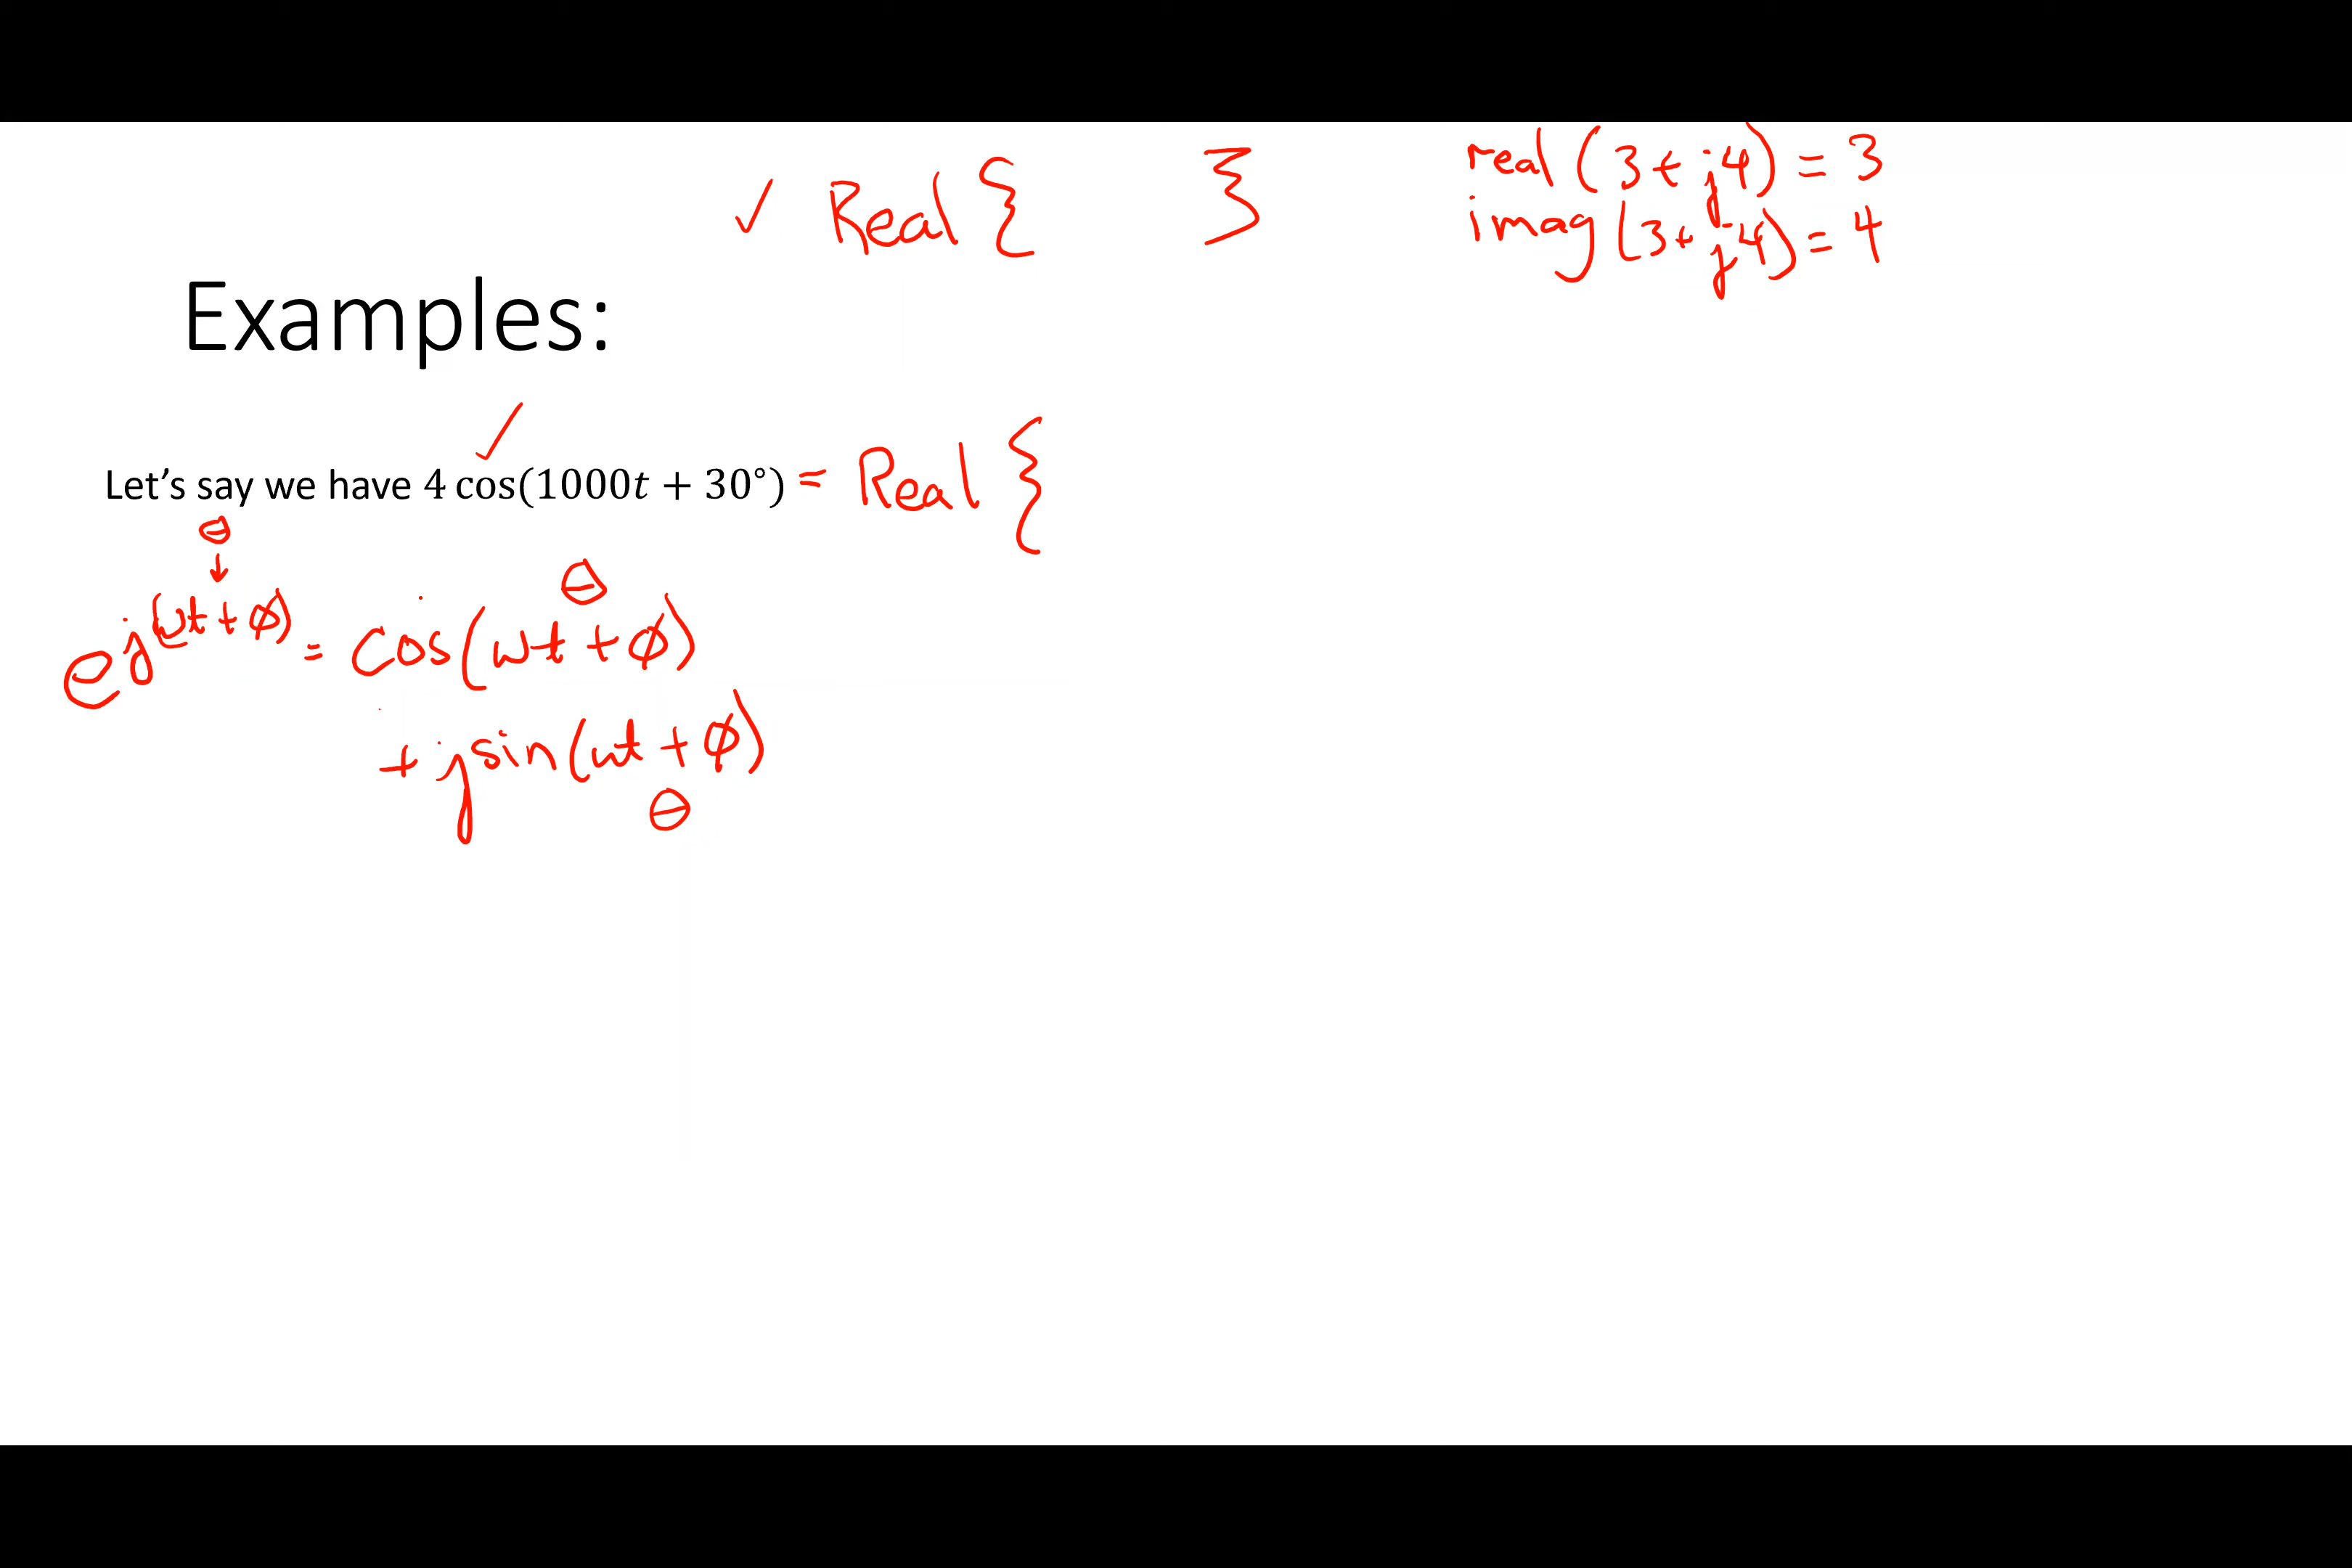 ✓ Real { }
real(3+j4) = 3
imag(3+j4) = 4
Examples:
✓
Let's say we have 4 cos(1000t + 30°) = Real {
θ
↓
θ
e^j(ωt+ϕ) = cos(ωt + ϕ)
+ jsin(ωt + ϕ)
θ